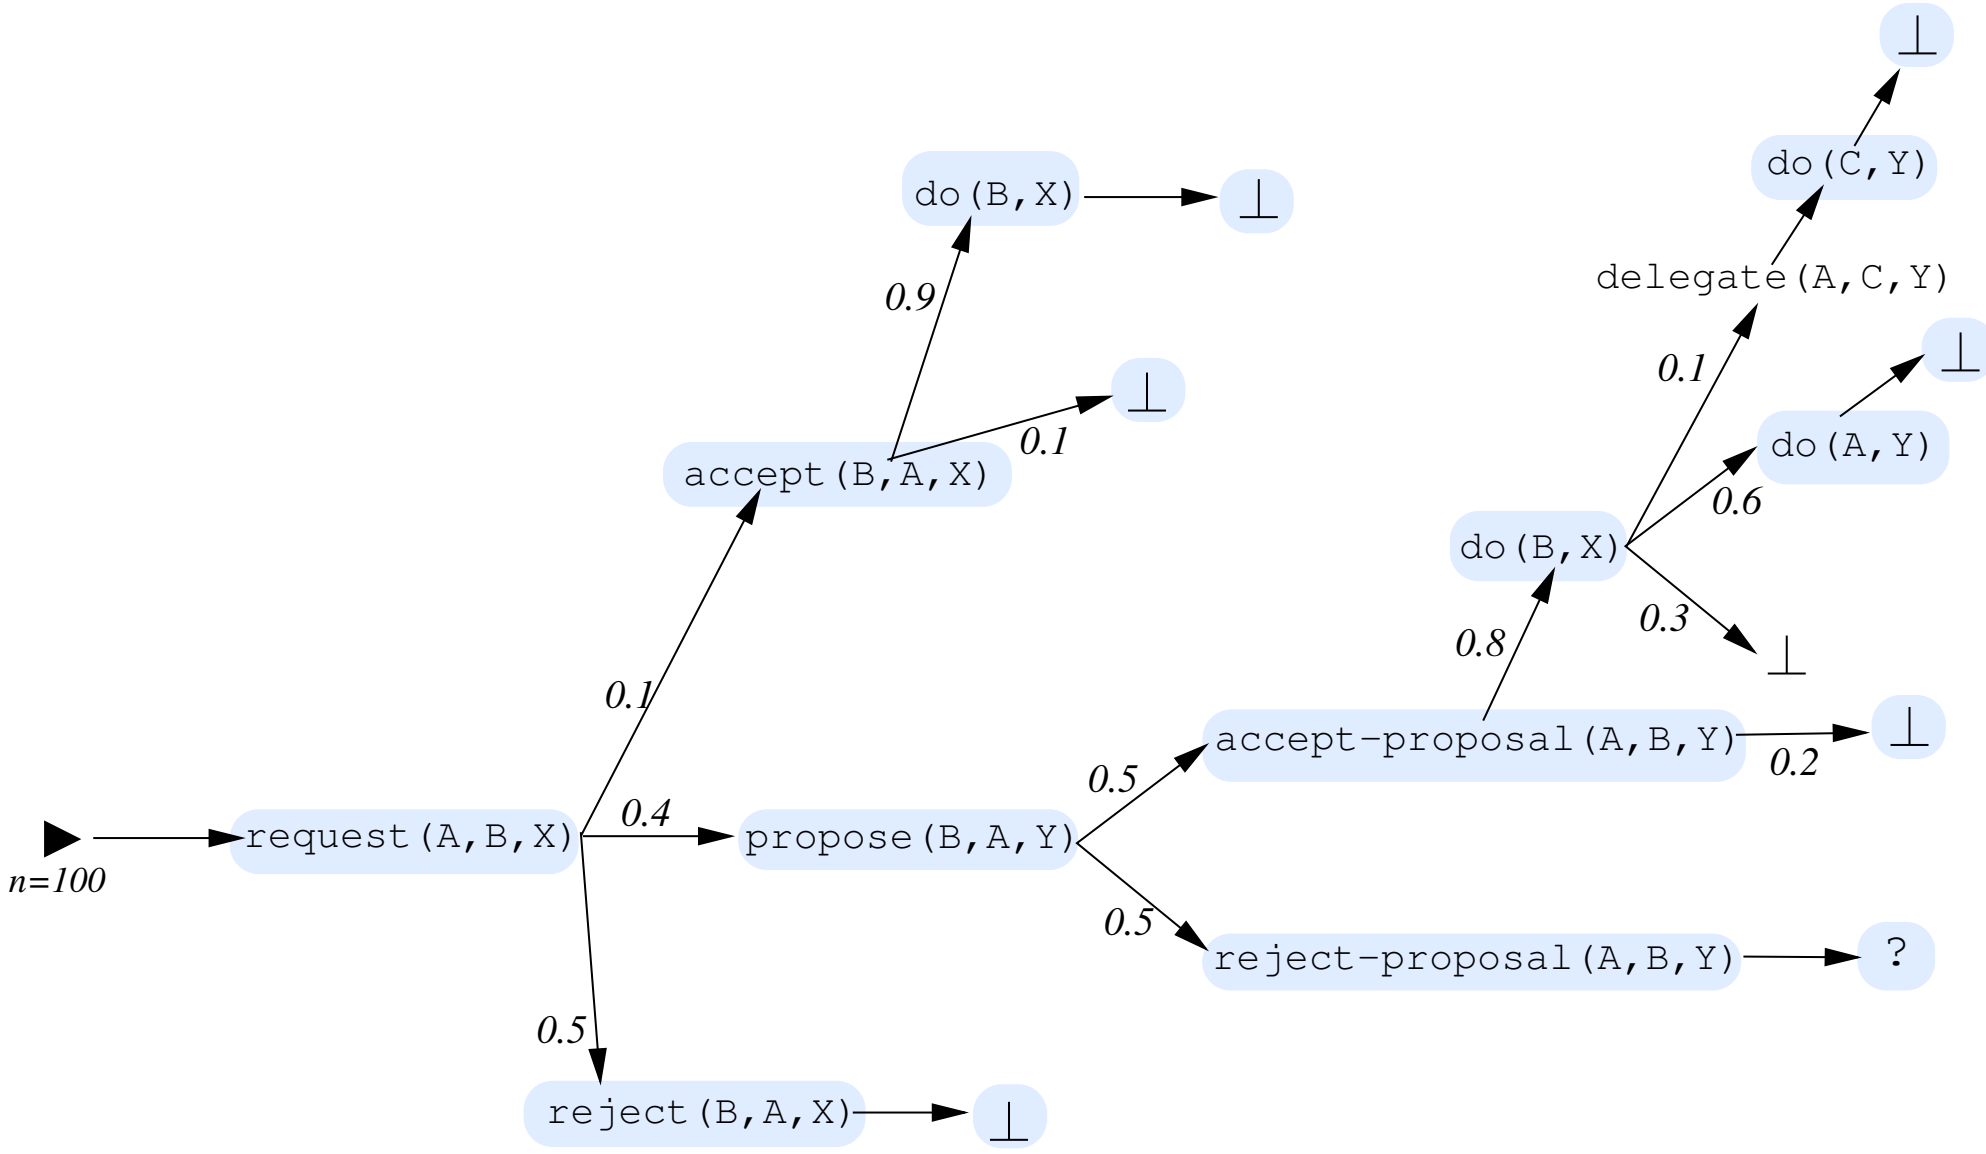 ⊥
do(C,Y)
do(B,X)
⊥
delegate(A,C,Y)
0.9
⊥
0.1
⊥
0.1
do(A,Y)
accept(B,A,X)
0.6
do(B,X)
0.3
0.8
⊥
0.1
accept-proposal(A,B,Y)
⊥
0.2
0.5
0.4
request(A,B,X)
propose(B,A,Y)
n=100
0.5
reject-proposal(A,B,Y)
?
0.5
reject(B,A,X)
⊥